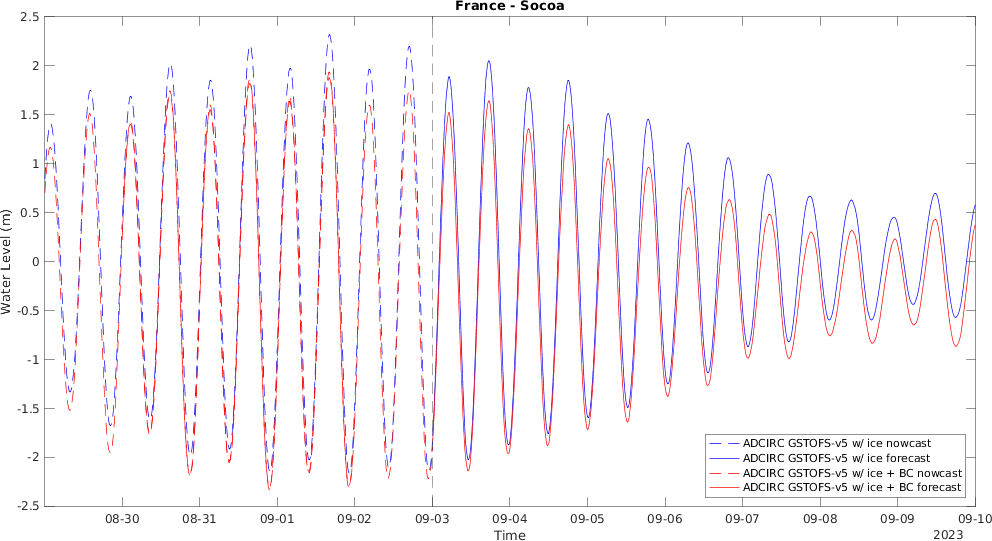 France - Socoa
2.5
2
1.5
1
0.5
0
-0.5
-1
-1.5
-2
-2.5
Water Level (m)
ADCIRC GSTOFS-v5 w/ ice nowcast
ADCIRC GSTOFS-v5 w/ ice forecast
ADCIRC GSTOFS-v5 w/ ice + BC nowcast
ADCIRC GSTOFS-v5 w/ ice + BC forecast
08-30 08-31 09-01 09-02 09-03 09-04 09-05 09-06 09-07 09-08 09-09 09-10
Time
2023